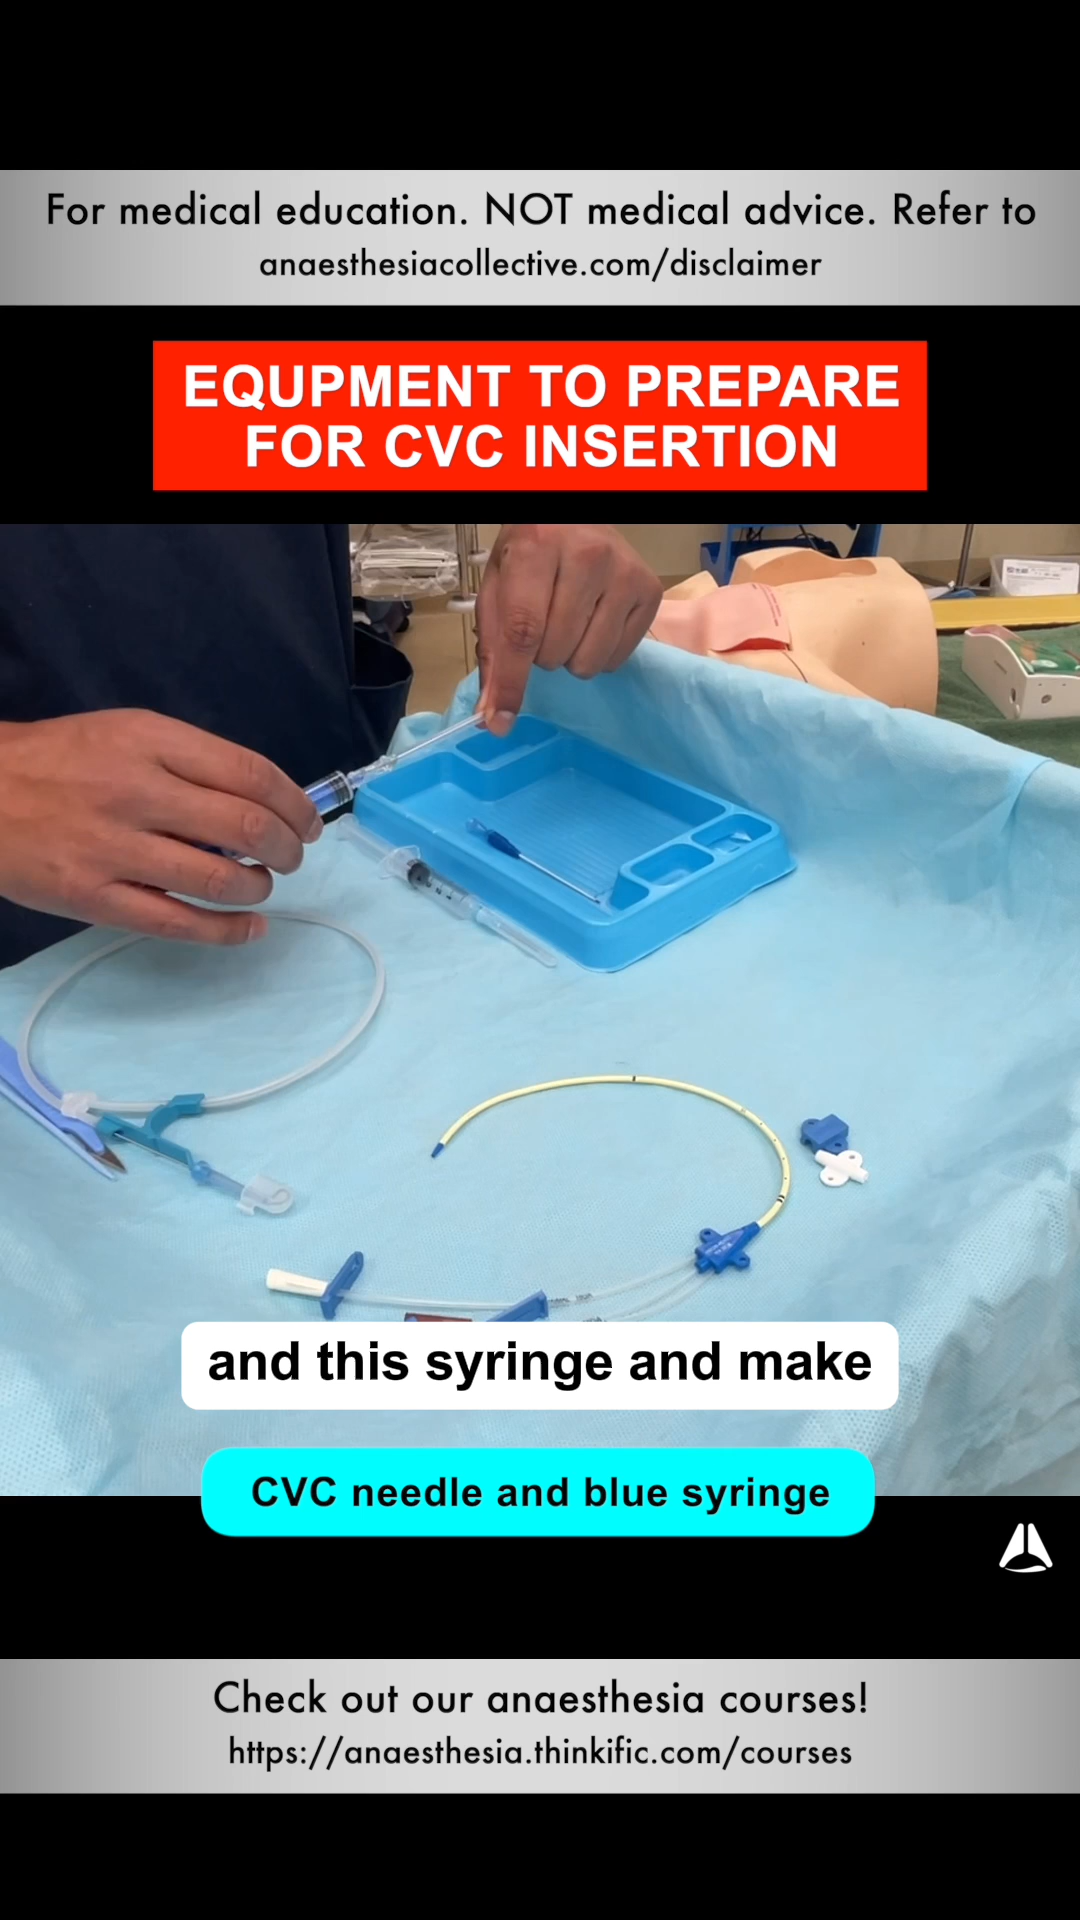 For medical education. NOT medical advice. Refer to
anaesthesiacollective.com/disclaimer
EQUPMENT TO PREPARE
FOR CVC INSERTION
and this syringe and make
CVC needle and blue syringe
Check out our anaesthesia courses!
https://anaesthesia.thinkific.com/courses